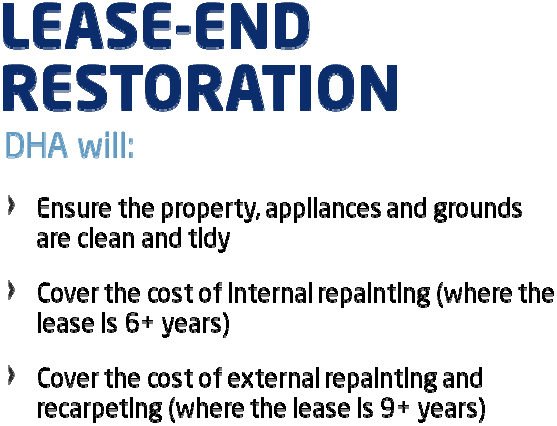 LEASE-END
RESTORATION
DHA will:
› Ensure the property, appliances and grounds
are clean and tidy
› Cover the cost of internal repainting (where the
lease is 6+ years)
› Cover the cost of external repainting and
recarpeting (where the lease is 9+ years)